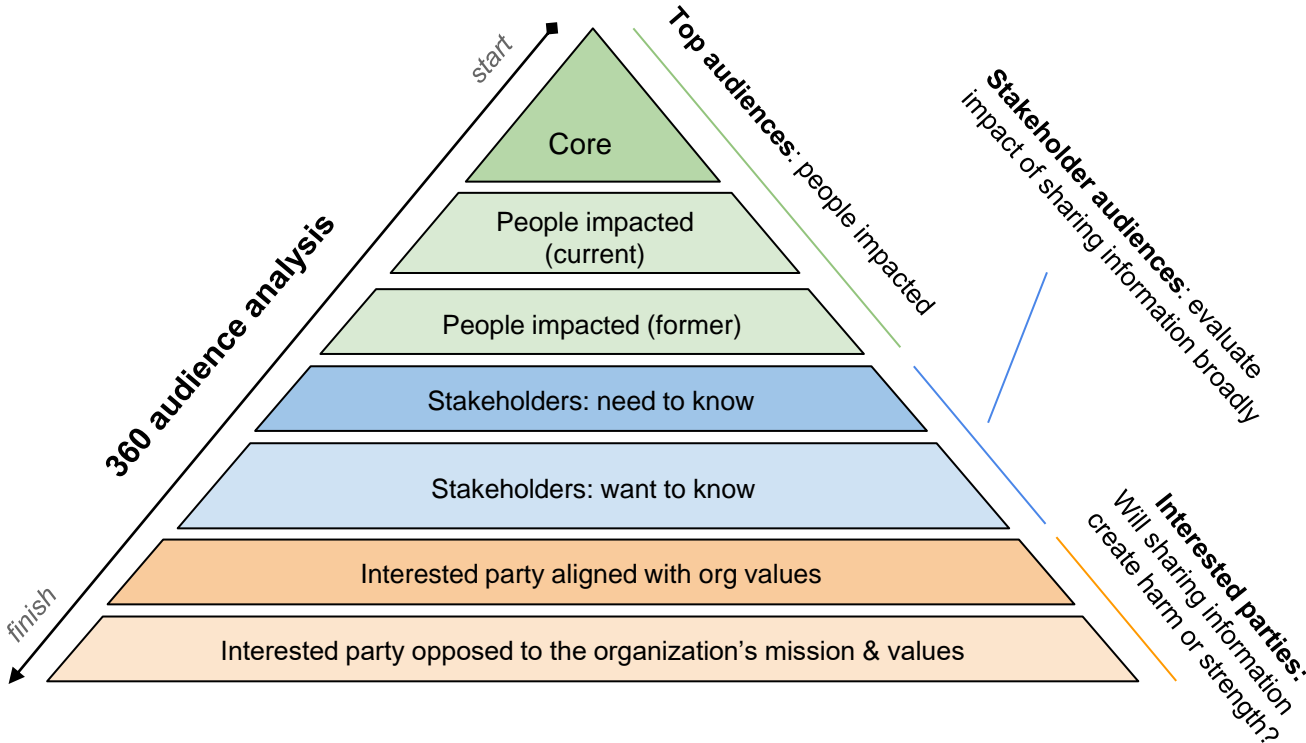 start
360 audience analysis
finish
Core
People impacted
(current)
People impacted (former)
Stakeholders: need to know
Stakeholders: want to know
Interested party aligned with org values
Interested party opposed to the organization’s mission & values
Top audiences: people impacted
Stakeholder audiences: evaluate
impact of sharing information broadly
Interested parties:
Will sharing information
create harm or strength?